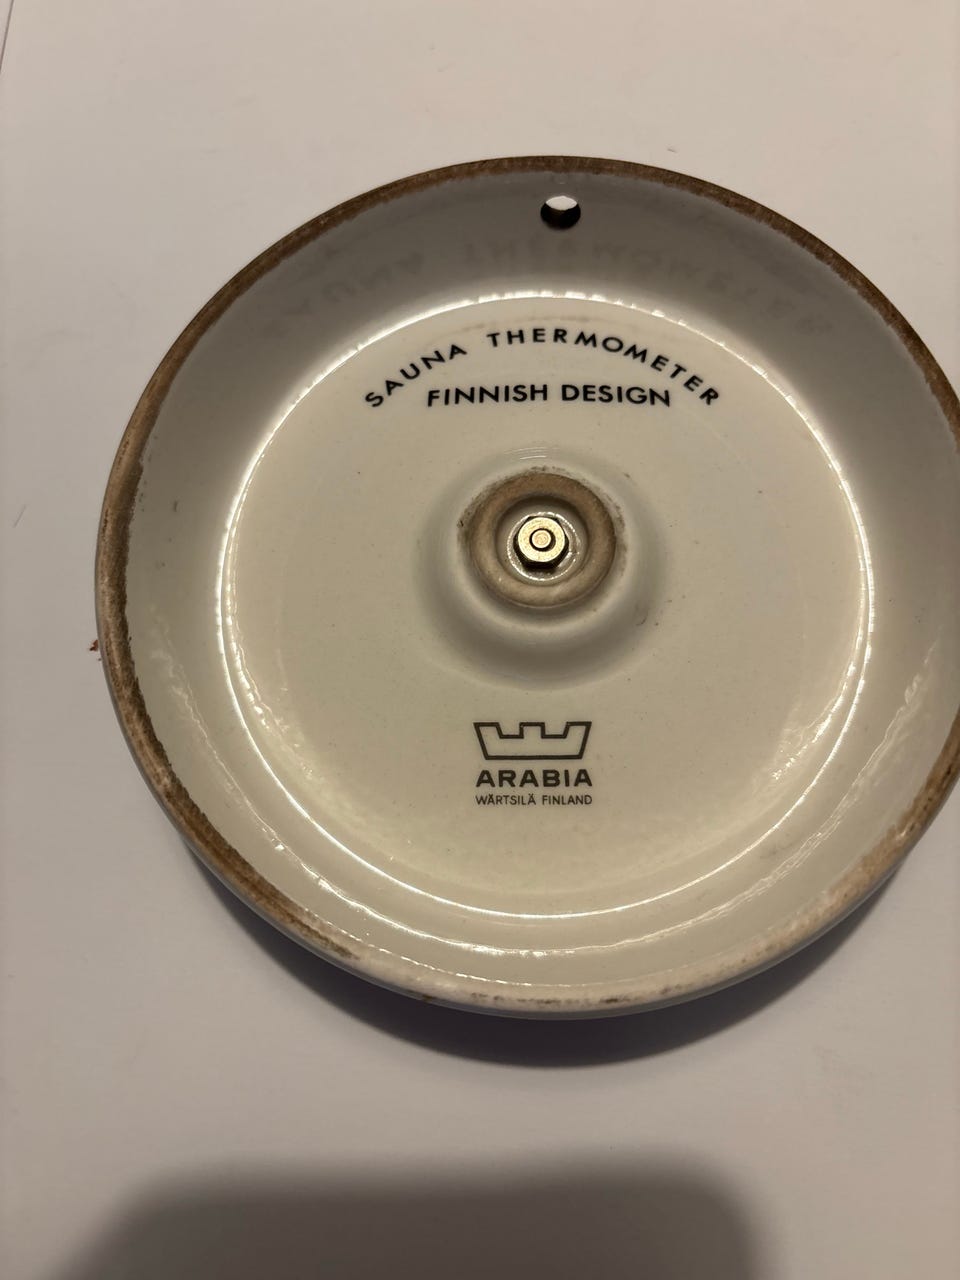 SAUNA THERMOMETER
FINNISH DESIGN
ARABIA
WÄRTSILÄ FINLAND